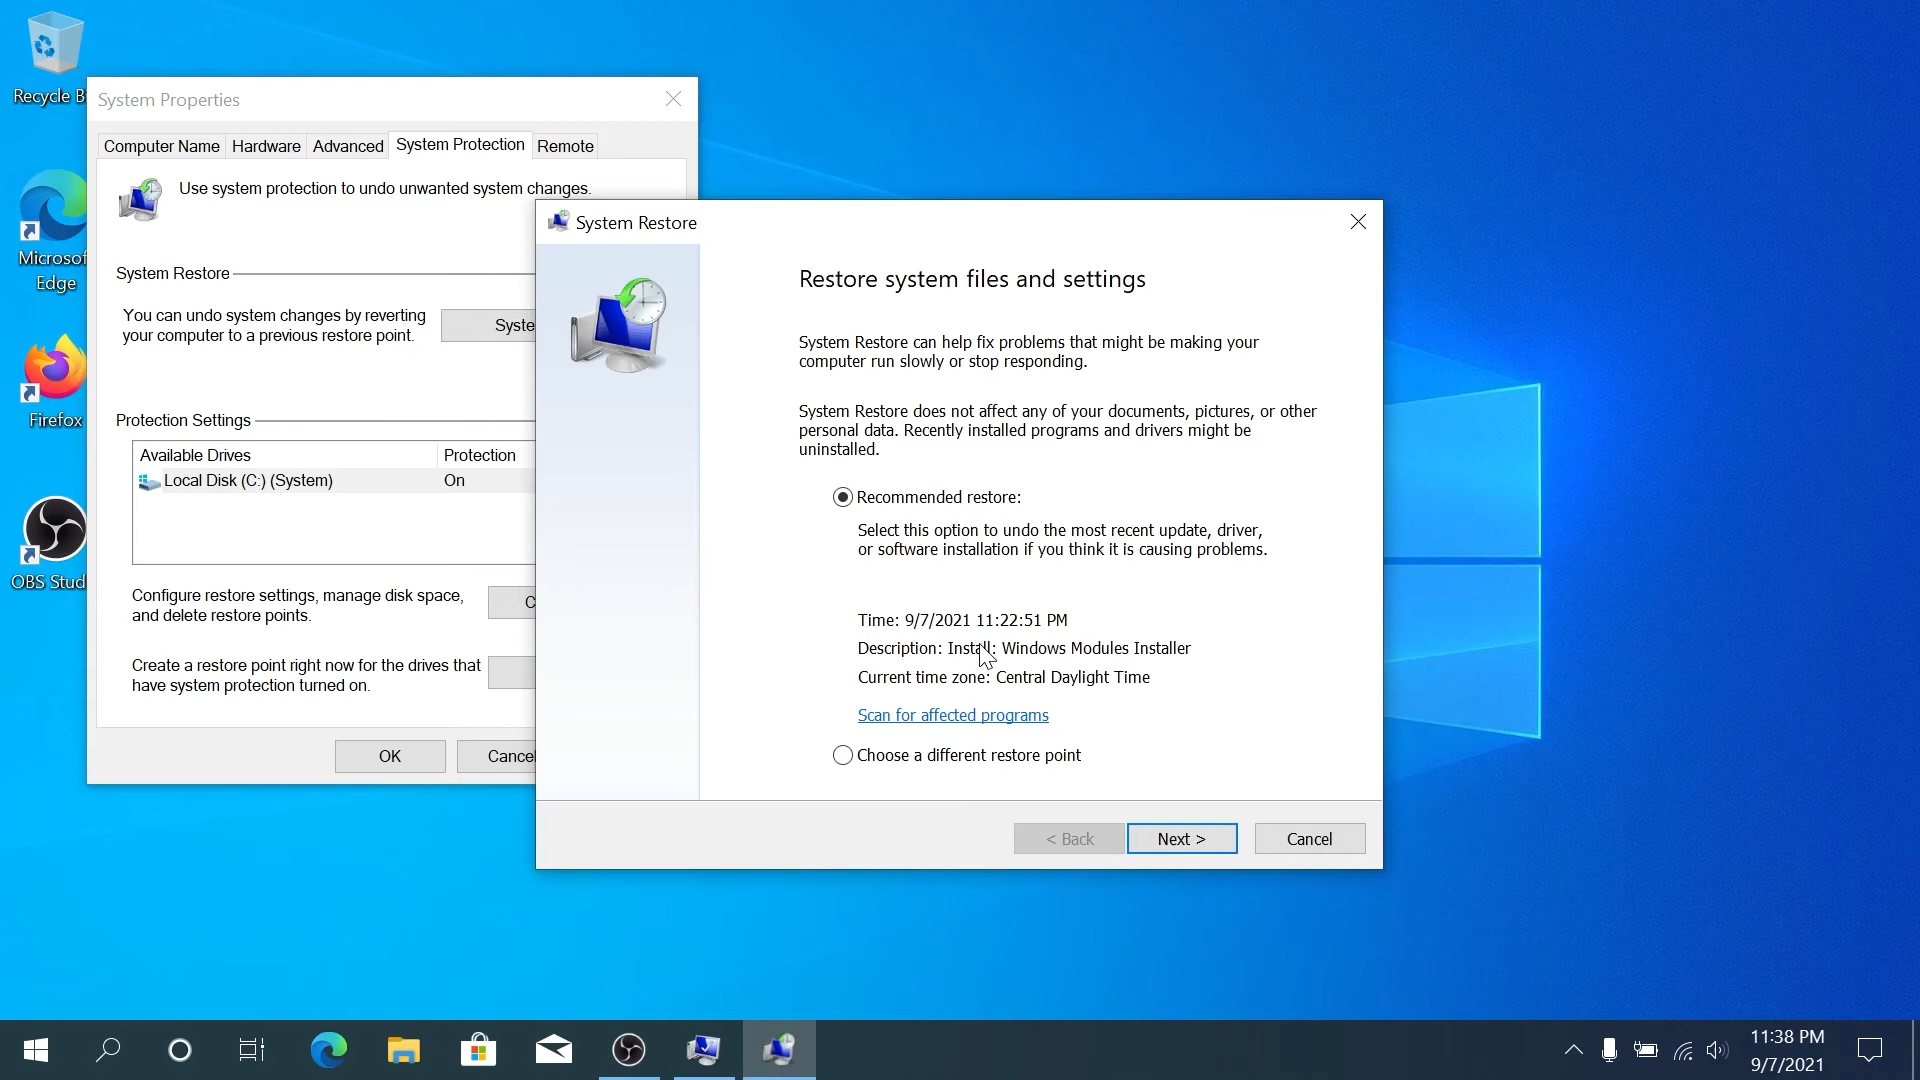 Recycle Bi
Microsof
Edge
Firefox
OBS Stud
System Properties
Computer Name
Hardware
Advanced
System Protection
Remote
Use system protection to undo unwanted system changes.
System Restore
You can undo system changes by reverting
your computer to a previous restore point.
Syste
Protection Settings
Available Drives
Protection
Local Disk (C:) (System)
On
Configure restore settings, manage disk space,
and delete restore points.
C
Create a restore point right now for the drives that
have system protection turned on.
OK
Cancel
System Restore
Restore system files and settings
System Restore can help fix problems that might be making your
computer run slowly or stop responding.
System Restore does not affect any of your documents, pictures, or other
personal data. Recently installed programs and drivers might be
uninstalled.
Recommended restore:
Select this option to undo the most recent update, driver,
or software installation if you think it is causing problems.
Time: 9/7/2021 11:22:51 PM
Description: Install: Windows Modules Installer
Current time zone: Central Daylight Time
Scan for affected programs
Choose a different restore point
< Back
Next >
Cancel
11:38 PM
9/7/2021